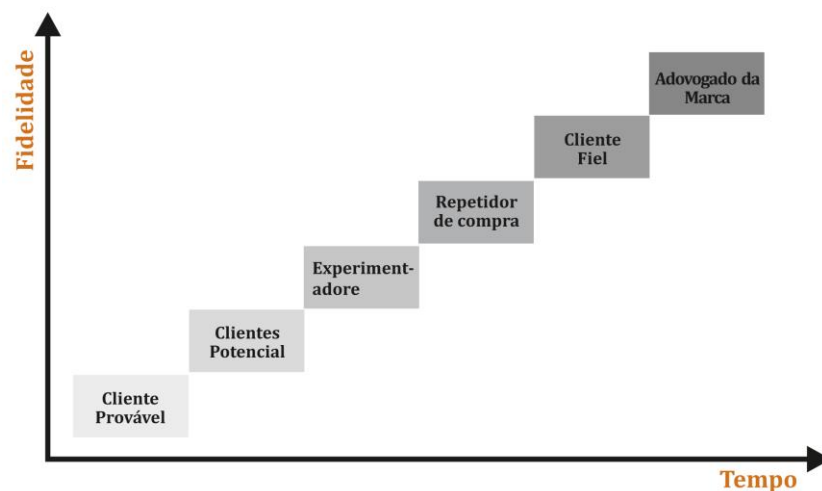 Fidelidade
Adovogado da
Marca
Cliente
Fiel
Repetidor
de compra
Experiment-
adore
Clientes
Potencial
Cliente
Provável
Tempo